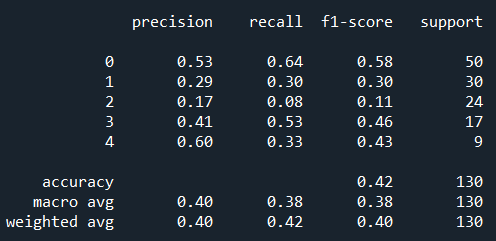 precision recall f1-score support
0 0.53 0.64 0.58 50
1 0.29 0.30 0.30 30
2 0.17 0.08 0.11 24
3 0.41 0.53 0.46 17
4 0.60 0.33 0.43 9
accuracy 0.42 130
macro avg 0.40 0.38 0.38 130
weighted avg 0.40 0.42 0.40 130